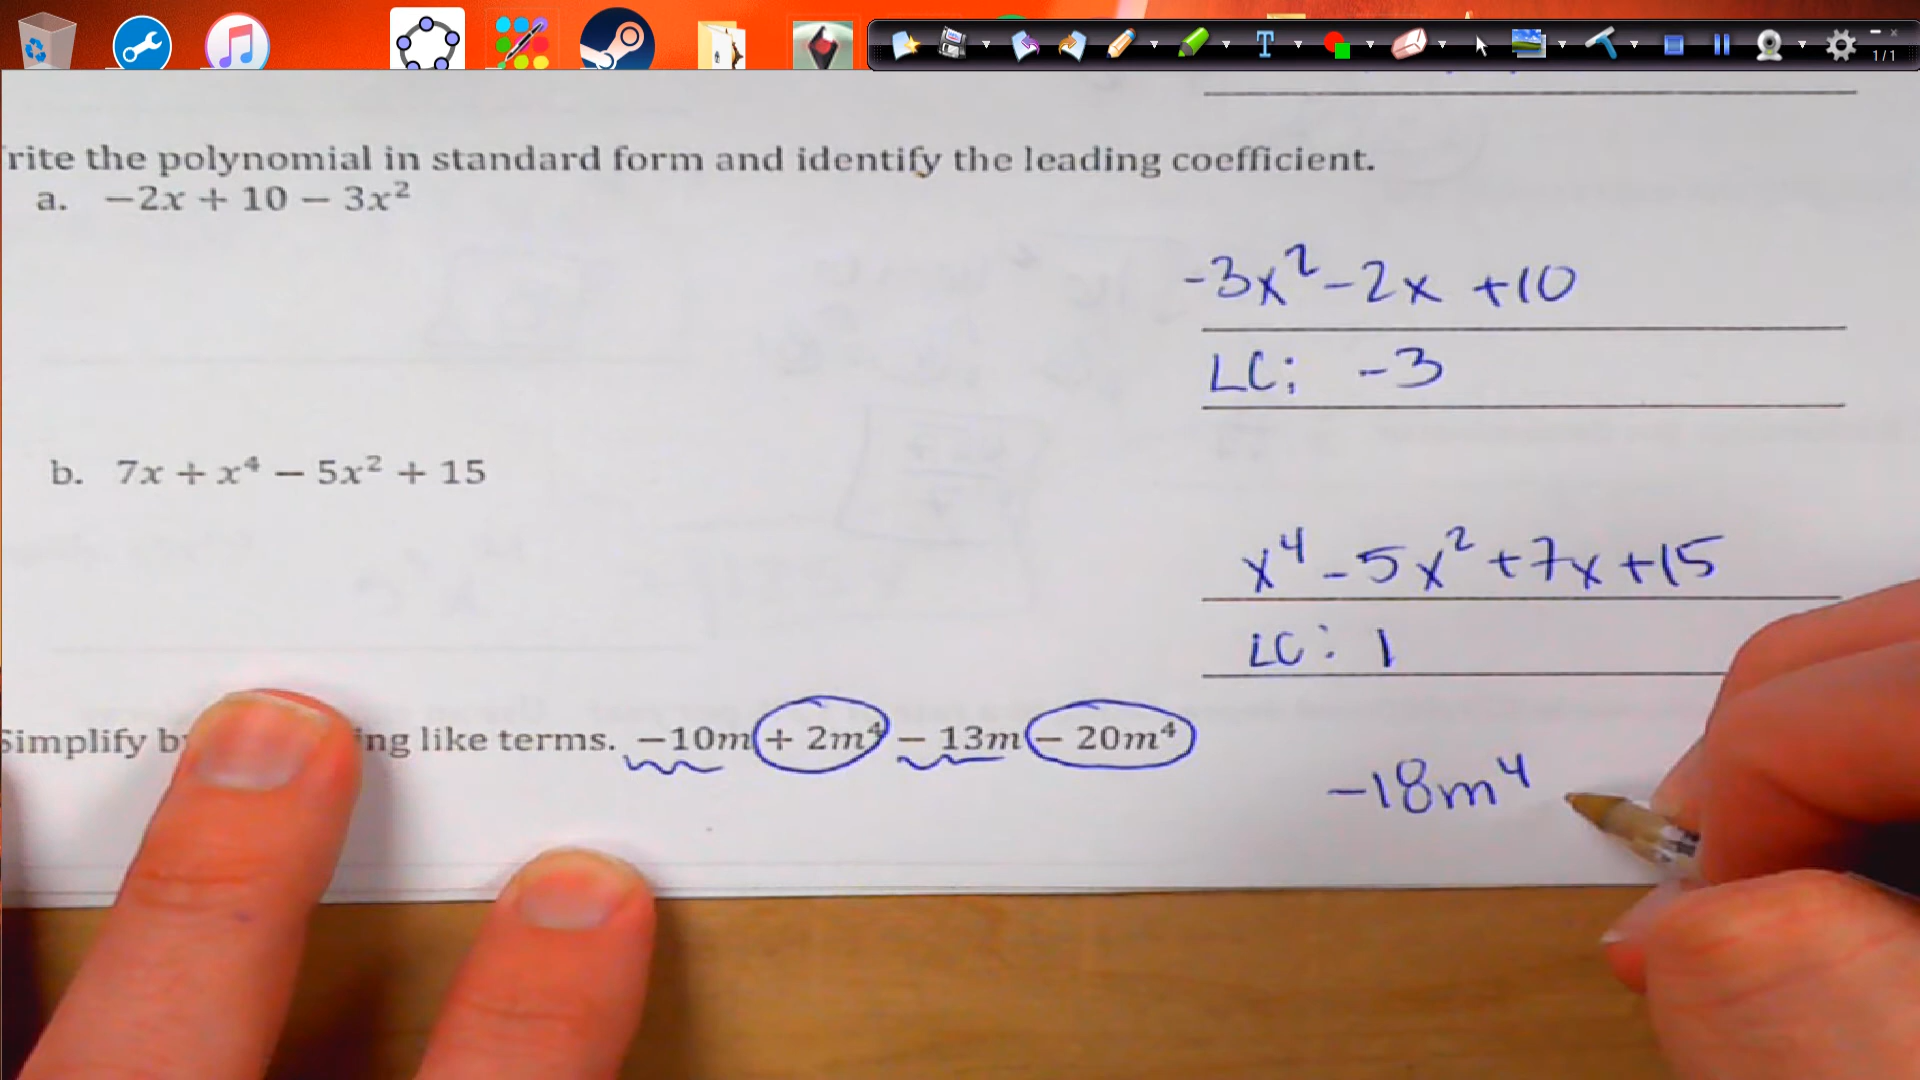 1/1
rite the polynomial in standard form and identify the leading coefficient.
a. −2x + 10 − 3x²
-3x² -2x +10
LC: -3
b. 7x + x⁴ − 5x² + 15
x⁴ -5x² +7x +15
LC: 1
Simplify b ng like terms. −10m + 2m⁴ − 13m − 20m⁴
-18m⁴